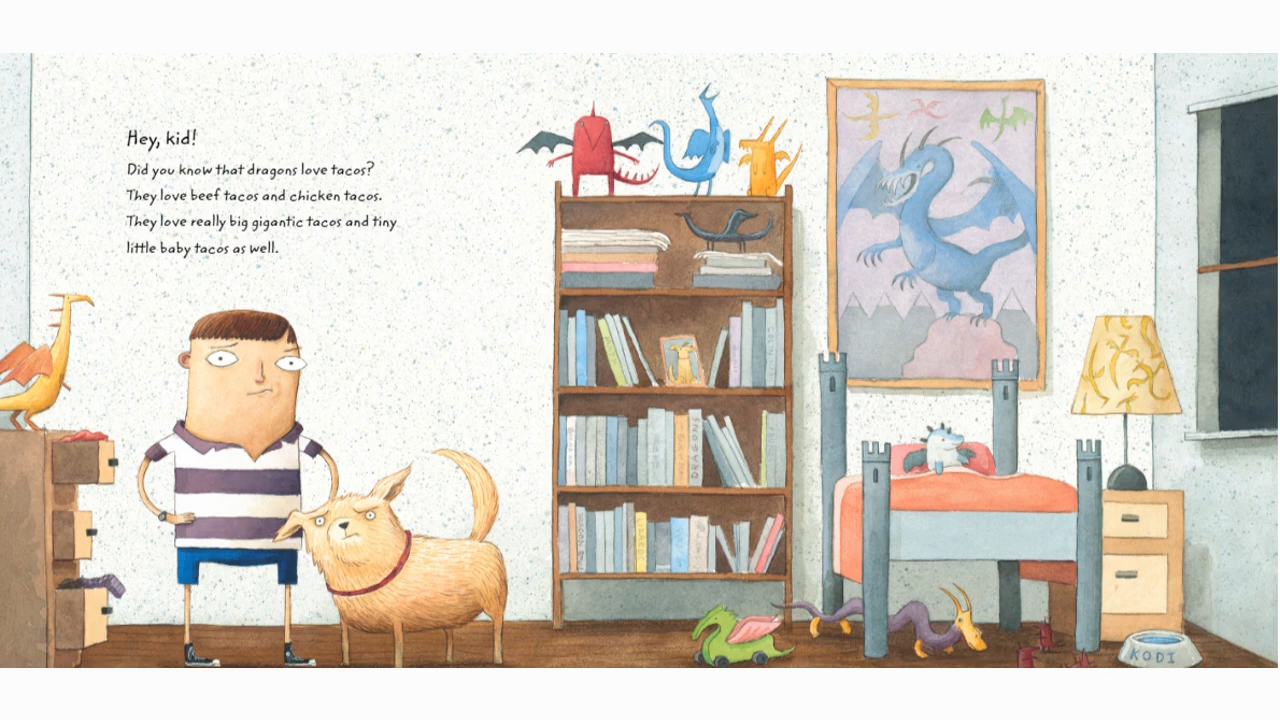 Hey, kid!
Did you know that dragons love tacos?
They love beef tacos and chicken tacos.
They love really big gigantic tacos and tiny
little baby tacos as well.
DRAGONS
KODI